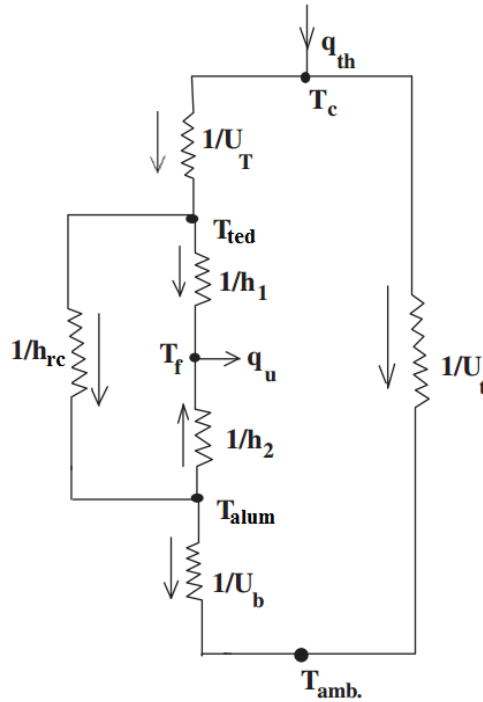 q_th
T_c
1/U_T
T_ted
1/h_1
1/h_rc
T_f
q_u
1/U_t
1/h_2
T_alum
1/U_b
T_amb.